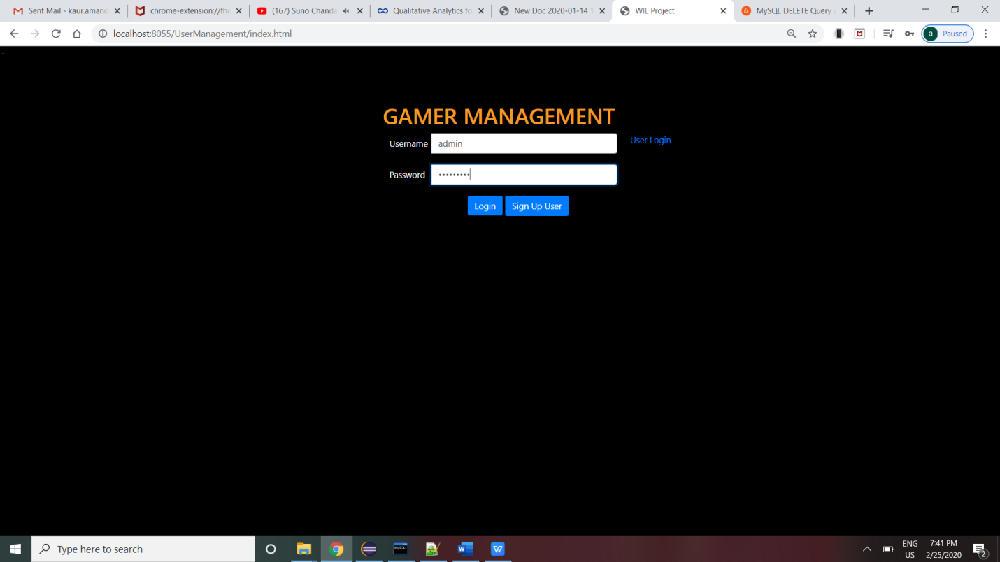 Sent Mail - kaur.amand
chrome-extension://fhe
(167) Suno Chanda
Qualitative Analytics fo
New Doc 2020-01-14 1
WIL Project
MySQL DELETE Query
localhost:8055/UserManagement/index.html
a
Paused
+
GAMER MANAGEMENT
Username
admin
User Login
Password
•••••••••
Login
Sign Up User
Type here to search
MySQL
W
W
ENG
US
7:41 PM
2/25/2020
2